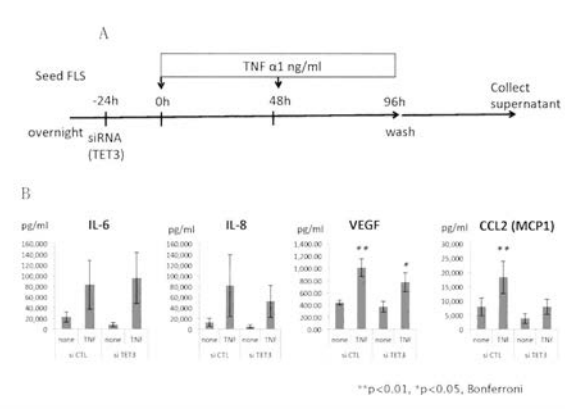 A
TNF α1 ng/ml
Seed FLS
Collect
supernatant
-24h 0h 48h 96h
overnight siRNA wash
(TET3)
B
IL-6 IL-8 VEGF CCL2 (MCP1)
pg/ml pg/ml pg/ml pg/ml
160,000 160,000 1,400.00 30,000
140,000 140,000 1,200.00 25,000
120,000 120,000 1,000.00 20,000
100,000 100,000 800.00 15,000
80,000 80,000 600.00 10,000
60,000 60,000 400.00 5,000
40,000 40,000 200.00 0
20,000 20,000 0.00
0 0
** * **
none TNF none TNF none TNF none TNF none TNF none TNF none TNF none TNF
si CTL si TET3 si CTL si TET3 si CTL si TET3 si CTL si TET3
**p<0.01, *p<0.05, Bonferroni